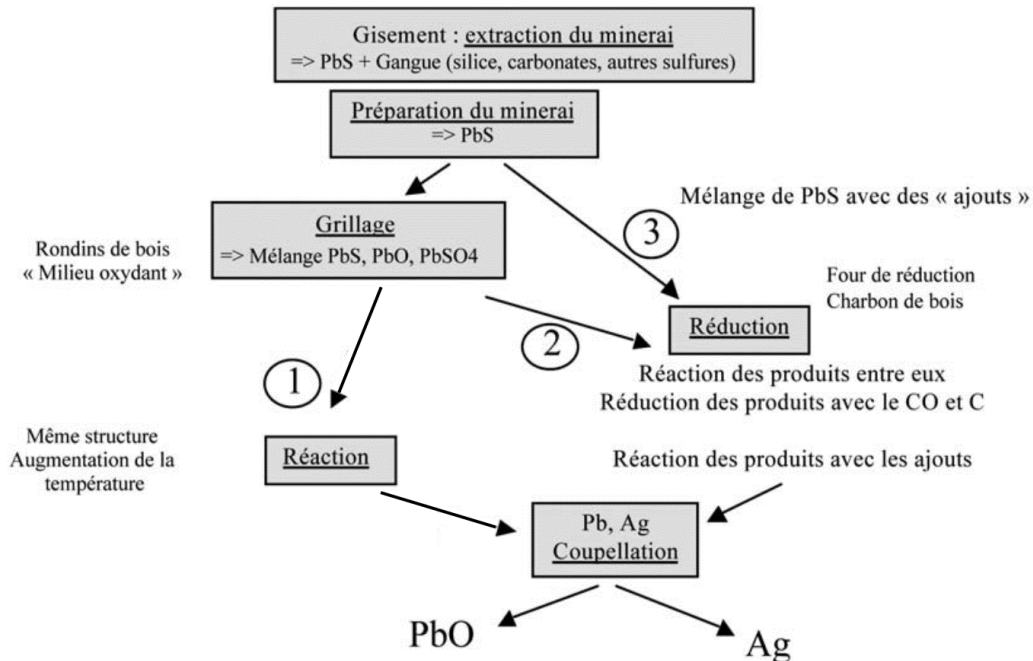 Gisement : extraction du minerai
=> PbS + Gangue (silice, carbonates, autres sulfures)
Préparation du minerai
=> PbS
Mélange de PbS avec des « ajouts »
3
Grillage
=> Mélange PbS, PbO, PbSO4
Rondins de bois
« Milieu oxydant »
Four de réduction
Charbon de bois
Réduction
2
1
Réaction des produits entre eux
Réduction des produits avec le CO et C
Même structure
Augmentation de la
température
Réaction
Réaction des produits avec les ajouts
Pb, Ag
Coupellation
PbO
Ag